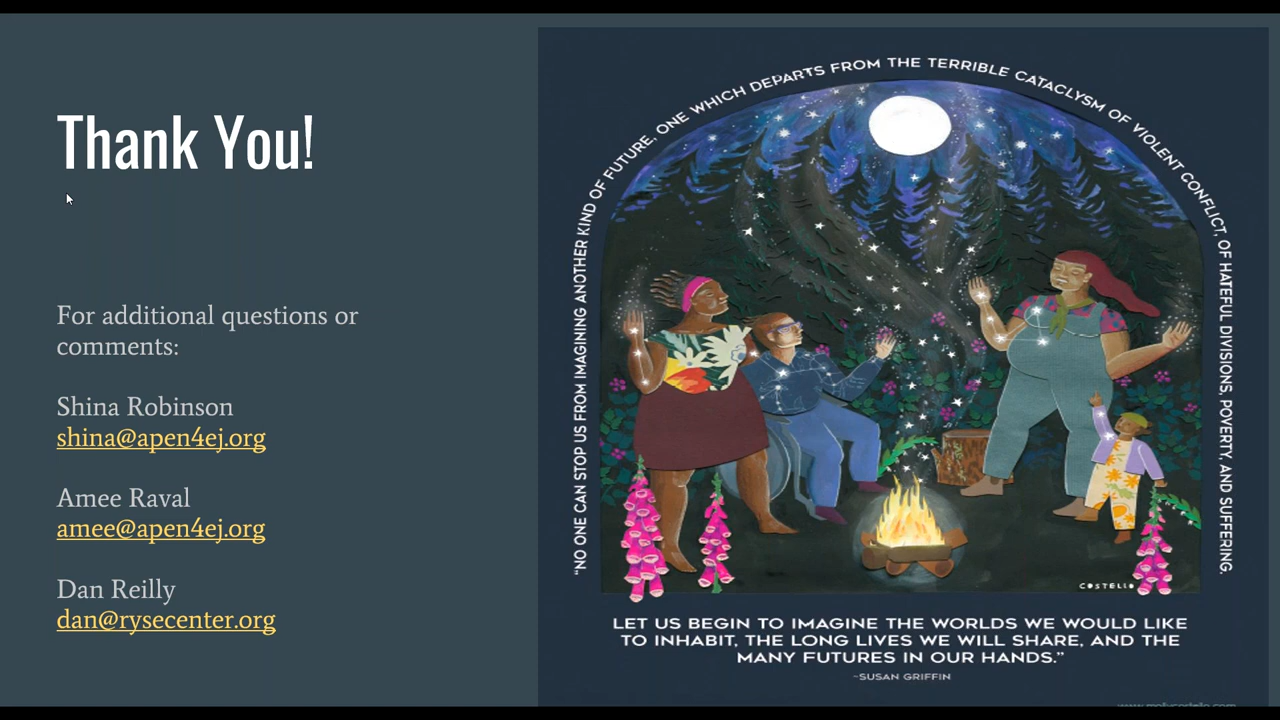 Thank You!
For additional questions or
comments:
Shina Robinson
shina@apen4ej.org
Amee Raval
amee@apen4ej.org
Dan Reilly
dan@rysecenter.org
“NO ONE CAN STOP US FROM IMAGINING ANOTHER KIND OF FUTURE, ONE WHICH DEPARTS FROM THE TERRIBLE CATACLYSM OF VIOLENT CONFLICT, OF HATEFUL DIVISIONS, POVERTY, AND SUFFERING.
COSTELLO
LET US BEGIN TO IMAGINE THE WORLDS WE WOULD LIKE
TO INHABIT, THE LONG LIVES WE WILL SHARE, AND THE
MANY FUTURES IN OUR HANDS.”
~SUSAN GRIFFIN